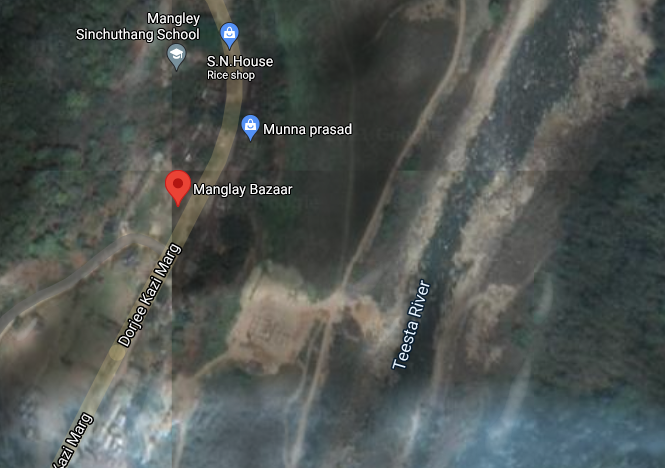 Mangley
Sinchuthang School
S.N.House
Rice shop
Munna prasad
Manglay Bazaar
Dorjee Kazi Marg
Teesta River
Kazi Marg